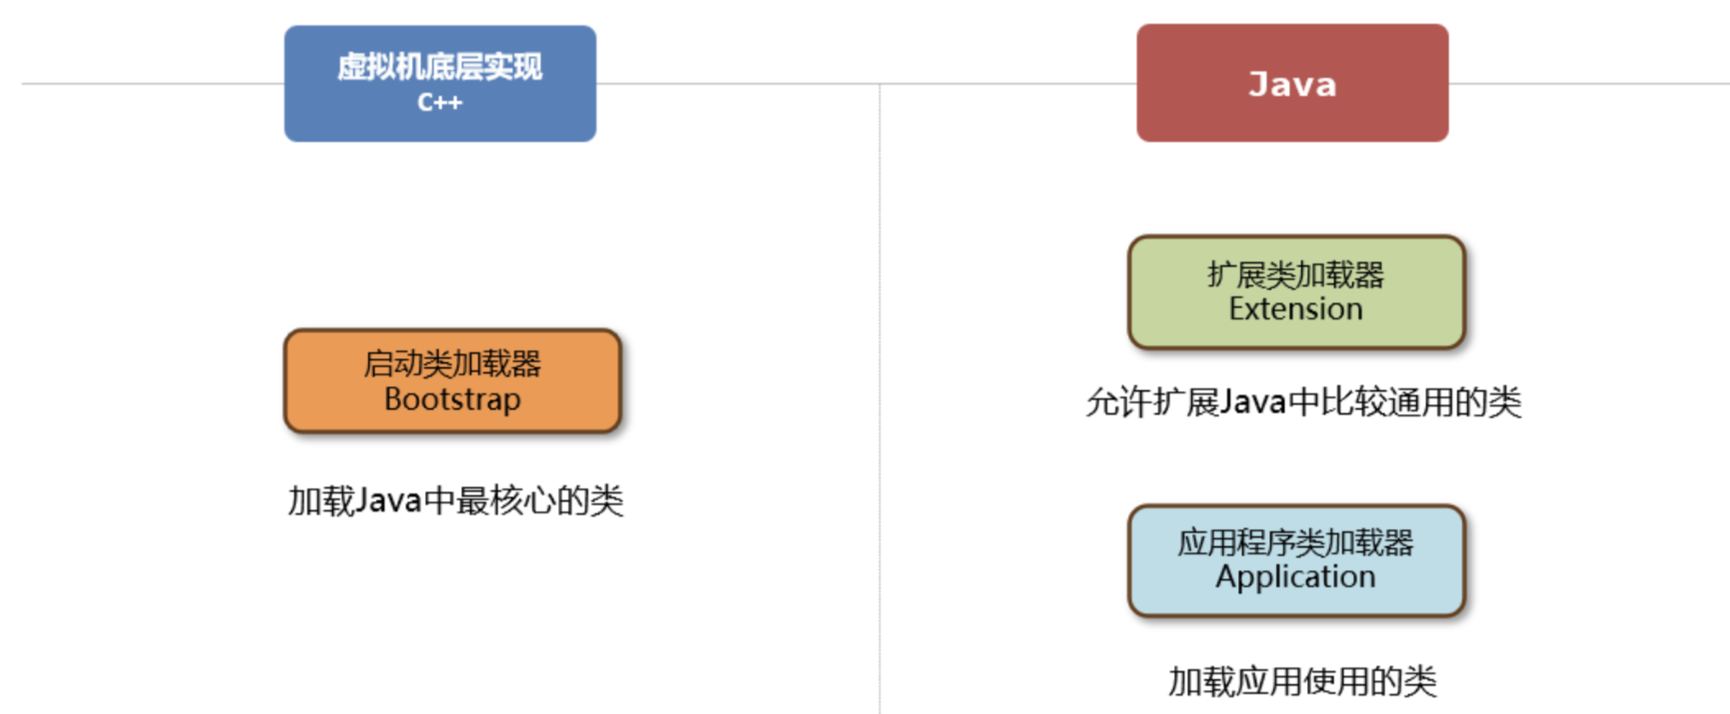 虚拟机底层实现
C++
Java
启动类加载器
Bootstrap
加载Java中最核心的类
扩展类加载器
Extension
允许扩展Java中比较通用的类
应用程序类加载器
Application
加载应用使用的类